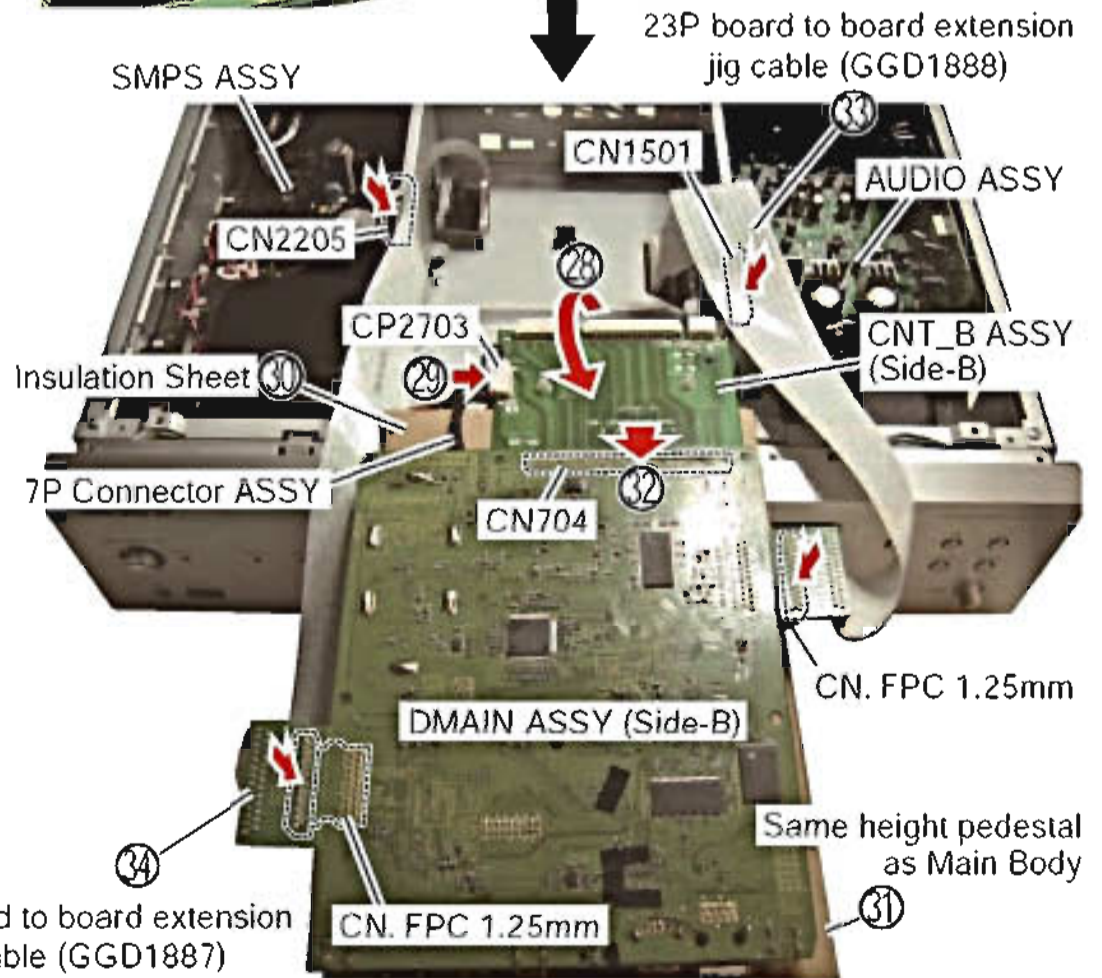 23P board to board extension
jig cable (GGD1888)
33
SMPS ASSY
CN1501
AUDIO ASSY
CN2205
28
CP2703
CNT_B ASSY
(Side-B)
Insulation Sheet 30
29
7P Connector ASSY
32
CN704
CN. FPC 1.25mm
DMAIN ASSY (Side-B)
Same height pedestal
as Main Body
34
31
to board extension
(GGD1887)
CN. FPC 1.25mm